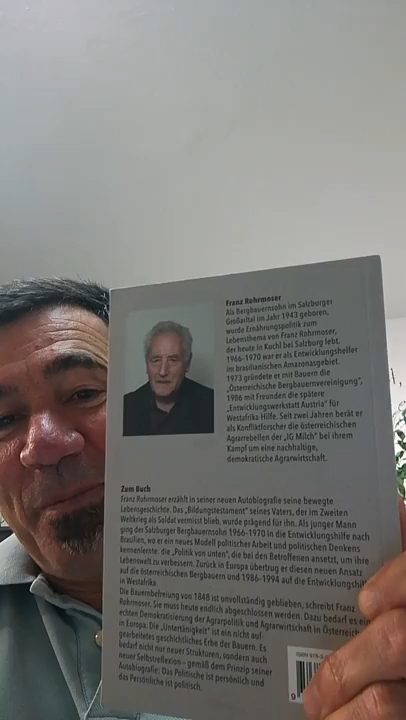 Franz Rohrmoser
Als Bergbauernsohn im Salzburger
Großarltal im Jahr 1943 geboren,
wurde Ernährungspolitik zum
Lebensthema von Franz Rohrmoser,
der heute in Kuchl bei Salzburg lebt.
1966-1970 war er als Entwicklungshelfer
im brasilianischen Amazonasgebiet.
1973 gründete er mit Bauern die
„Österreichische Bergbauernvereinigung",
1986 mit Freunden die spätere
„Entwicklungswerkstatt Austria" für
Westafrika-Hilfe. Seit zwei Jahren berät er
als Konfliktforscher die österreichischen
Agrarrebellen der „IG Milch" bei ihrem
Kampf um eine nachhaltige,
demokratische Agrarwirtschaft.
Zum Buch
Franz Rohrmoser erzählt in seiner neuen Autobiografie seine bewegte
Lebensgeschichte. Das „Bildungstestament" seines Vaters, der im Zweiten
Weltkrieg als Soldat vermisst blieb, wurde prägend für ihn. Als junger Mann
ging der Salzburger Bauernsohn 1966-1970 in die Entwicklungshilfe nach
Brasilien, wo er ein neues Modell politischer Arbeit und politischen Denkens
kennenlernte: die „Politik von unten", die bei den Betroffenen ansetzt, um ihre
Lebenswelt zu verbessern. Zurück in Europa übertrug er diesen neuen Ansatz
auf die österreichischen Bergbauern und 1986-1994 auf die Entwicklungshilfe
in Westafrika.
Die Bauernbefreiung von 1848 ist unvollständig geblieben, schreibt Franz
Rohrmoser. Sie muss heute endlich abgeschlossen werden. Dazu bedarf es ein
echten Demokratisierung der Agrarpolitik und Agrarwirtschaft in Österreich
in Europa. Die „Untertänigkeit" ist ein nicht auf-
gearbeitetes geschichtliches Erbe der Bauern. Es
bedarf nicht nur neuer Strukturen, sondern auch
neuer Selbstreflexion – gemäß dem Prinzip seiner
Autobiografie: Das Politische ist persönlich und
das Persönliche ist politisch.
ISBN 978-3-
9